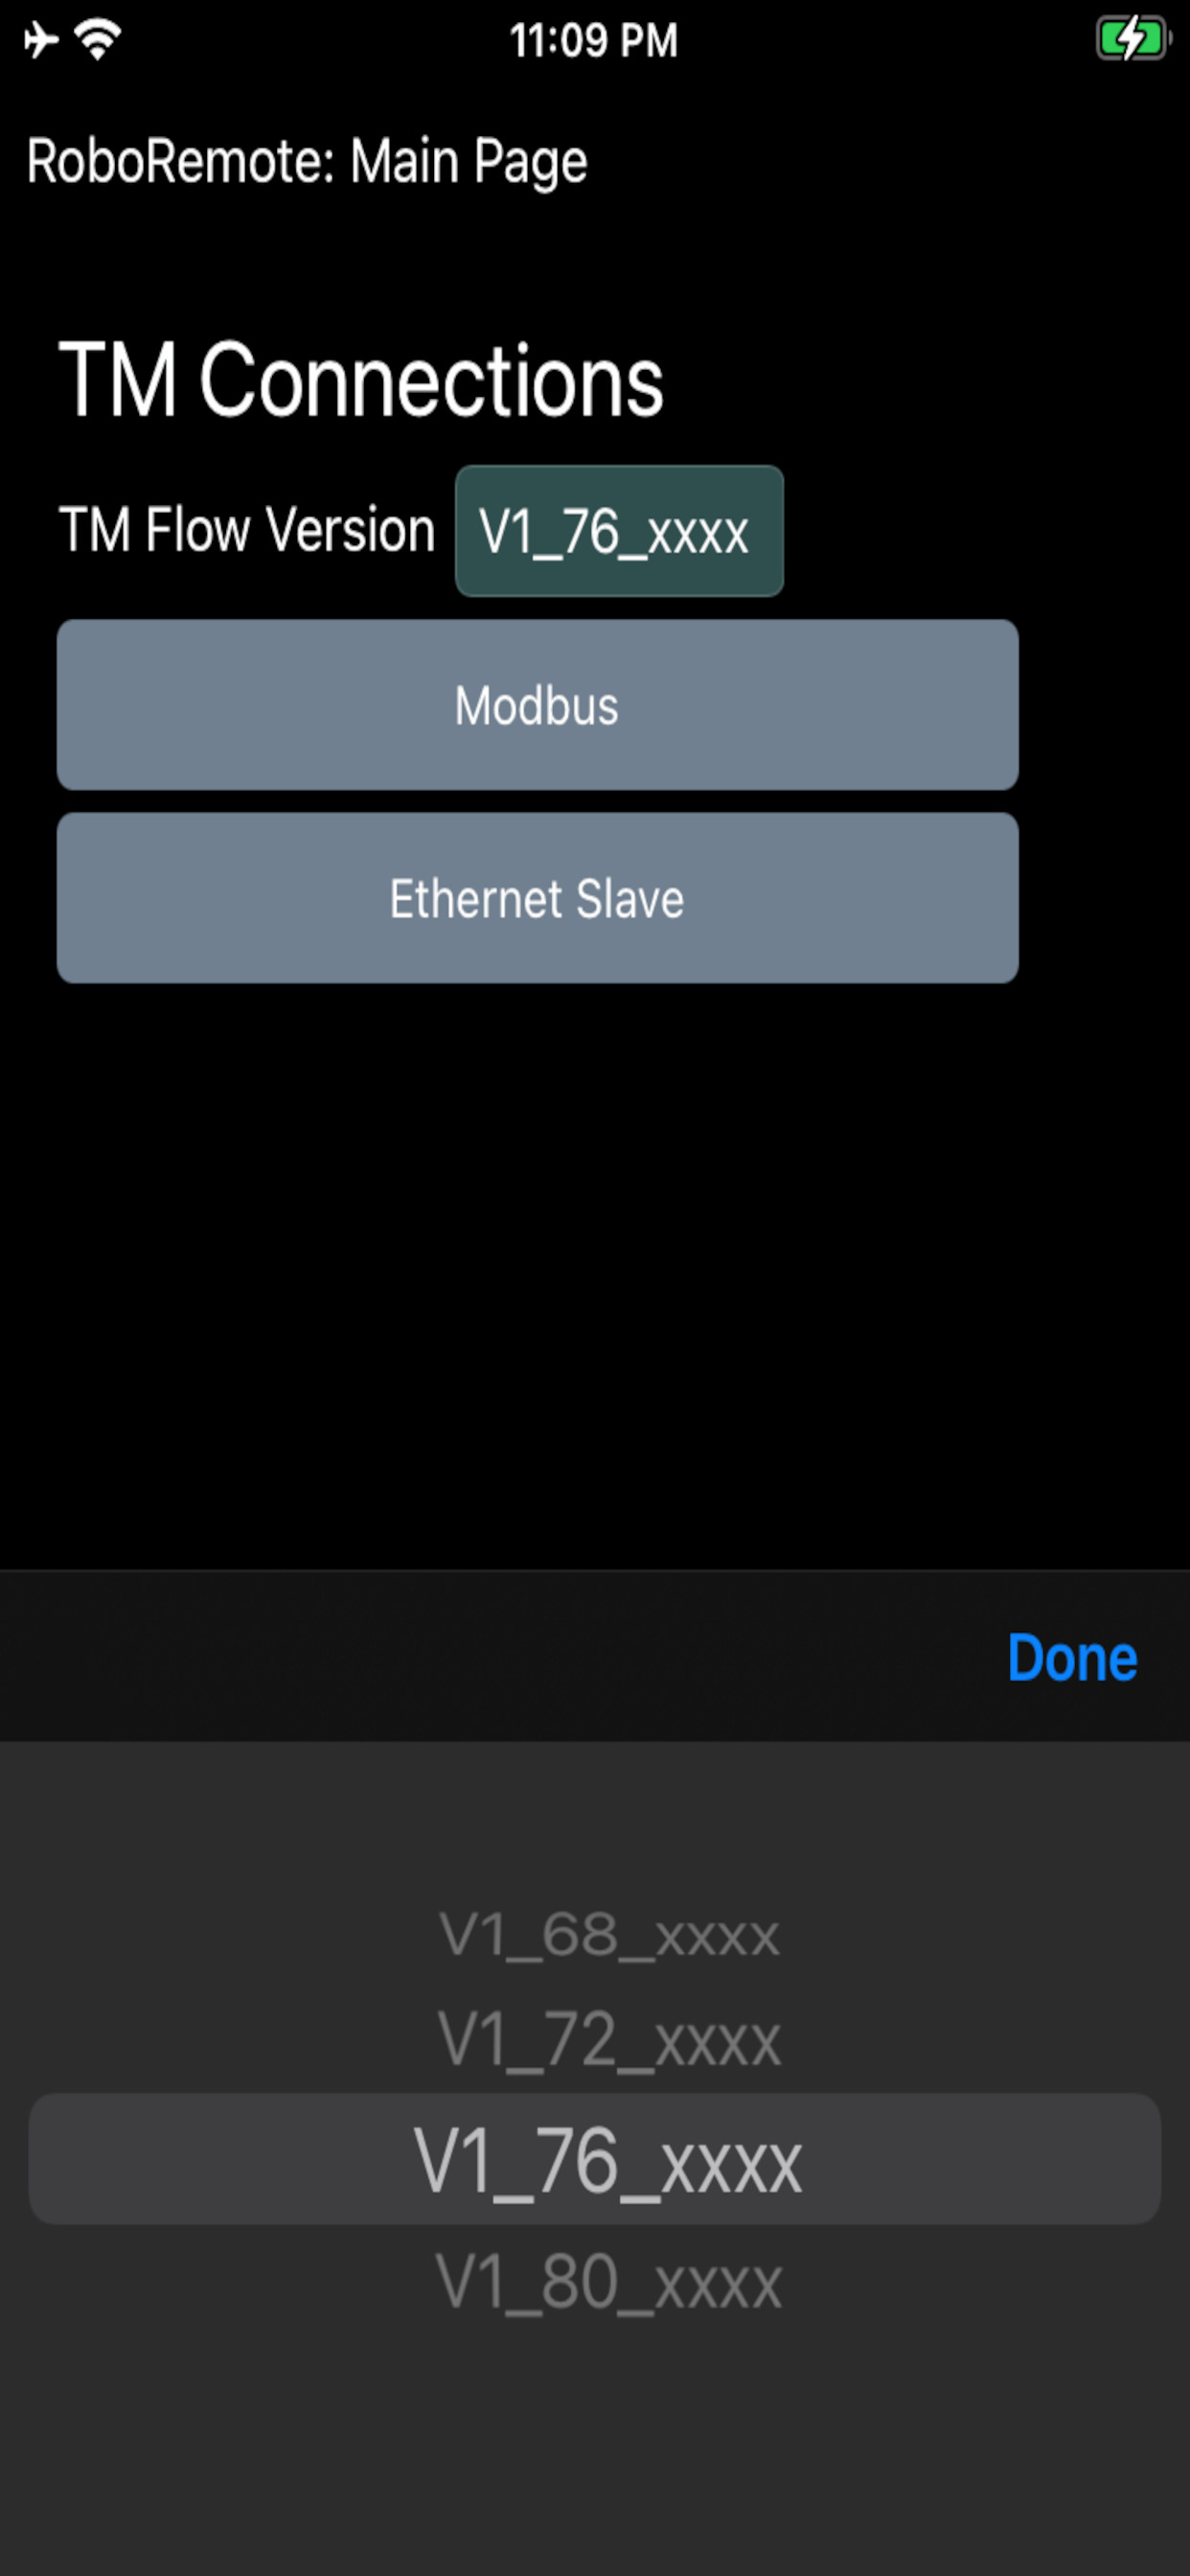 11:09 PM
RoboRemote: Main Page
TM Connections
TM Flow Version V1_76_xxxx
Modbus
Ethernet Slave
Done
V1_68_xxxx
V1_72_xxxx
V1_76_xxxx
V1_80_xxxx